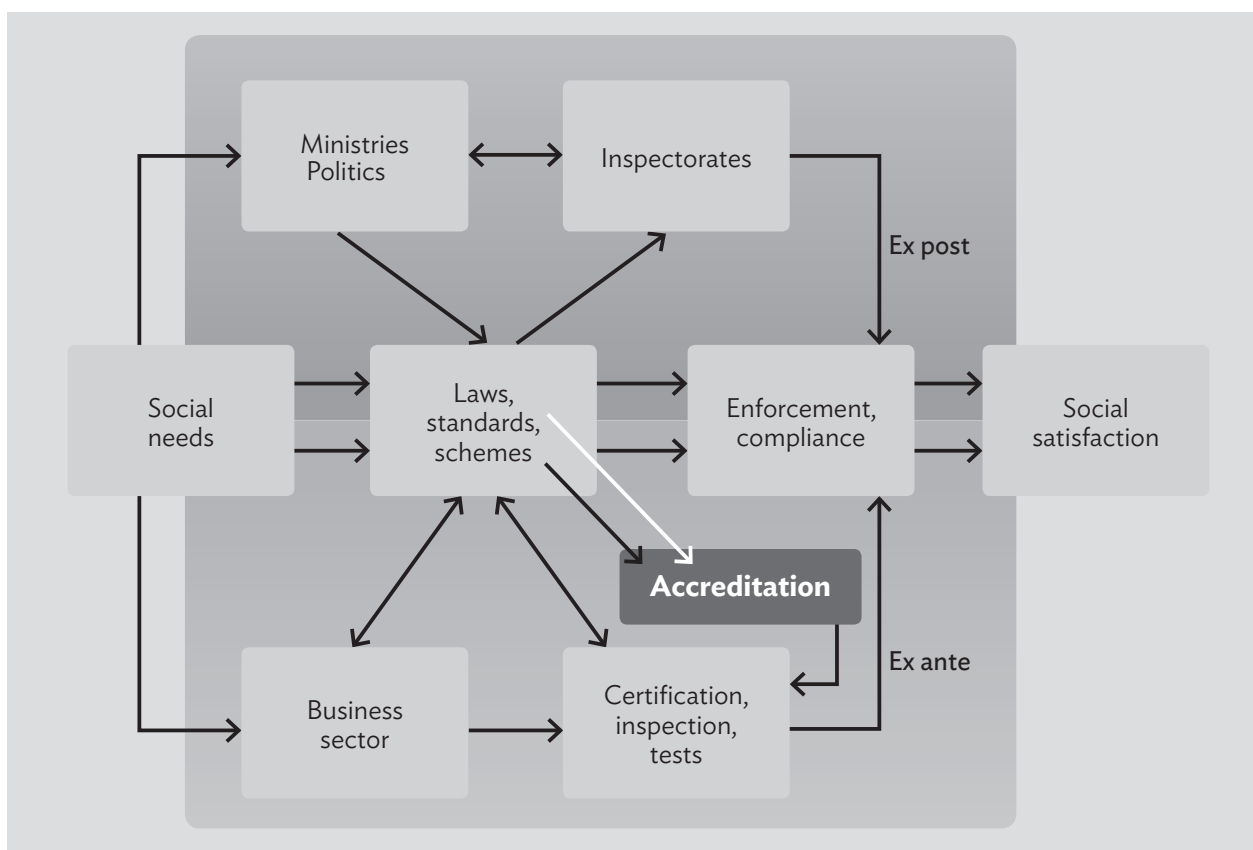 Ministries
Politics
Inspectorates
Ex post
Social
needs
Laws,
standards,
schemes
Enforcement,
compliance
Social
satisfaction
Accreditation
Ex ante
Business
sector
Certification,
inspection,
tests